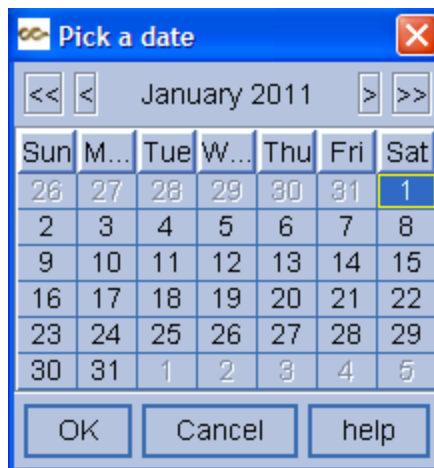 Pick a date
<< < January 2011 > >>
Sun M... Tue W... Thu Fri Sat
26 27 28 29 30 31 1
2 3 4 5 6 7 8
9 10 11 12 13 14 15
16 17 18 19 20 21 22
23 24 25 26 27 28 29
30 31 1 2 3 4 5
OK Cancel help